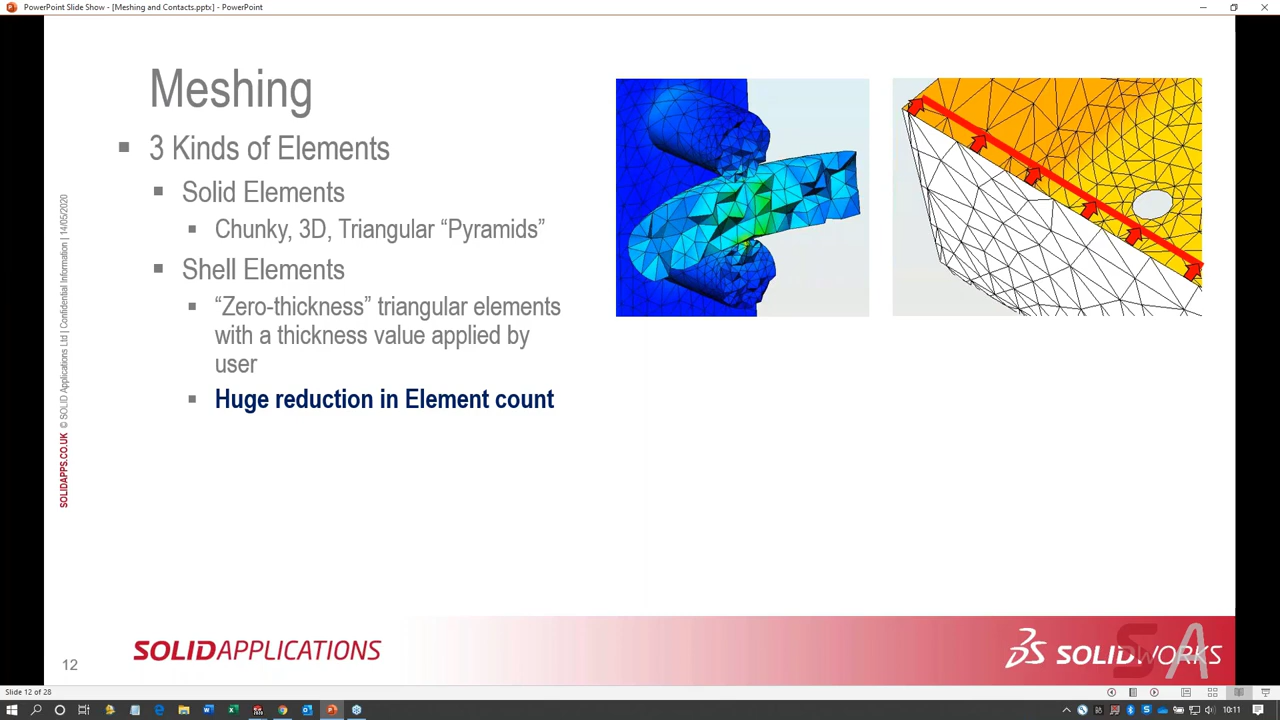 PowerPoint Slide Show - [Meshing and Contacts.pptx] - PowerPoint
Meshing
3 Kinds of Elements
Solid Elements
Chunky, 3D, Triangular “Pyramids”
Shell Elements
“Zero-thickness” triangular elements
with a thickness value applied by
user
Huge reduction in Element count
SOLIDAPPS.CO.UK © SOLID Applications Ltd | Confidential Information | 14/05/2020
SOLIDAPPLICATIONS
SOLIDWORKS
SA
12
Slide 12 of 28
10:11